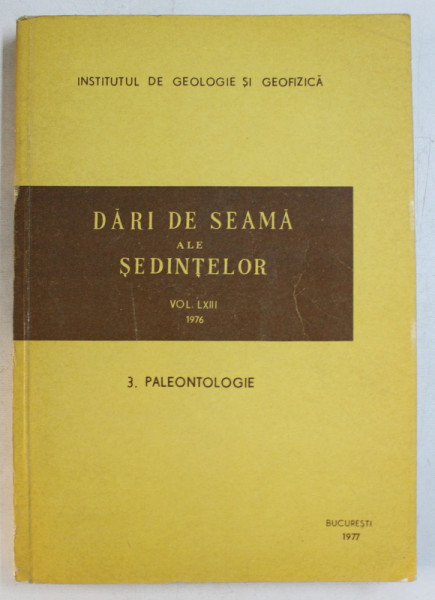 INSTITUTUL DE GEOLOGIE ȘI GEOFIZICĂ
DĂRI DE SEAMĂ
ALE
ȘEDINȚELOR
VOL. LXIII
1976
3. PALEONTOLOGIE
BUCUREȘTI
1977